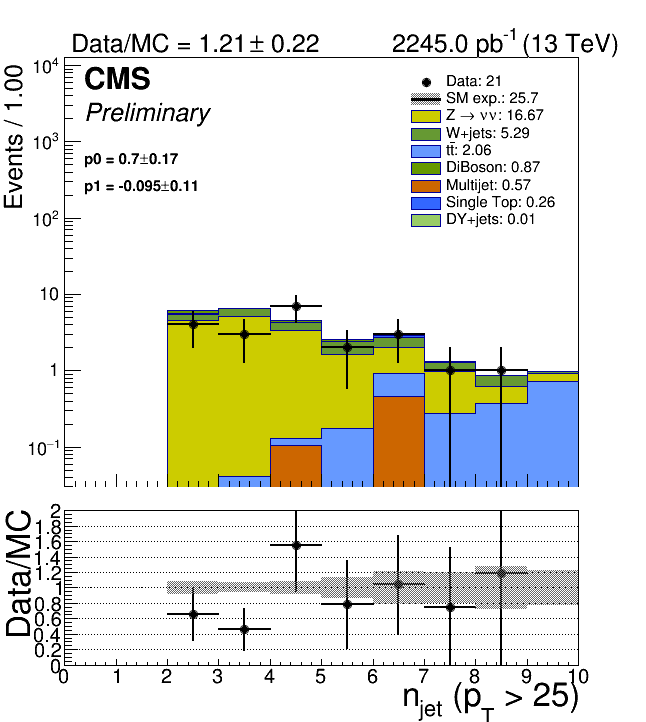 Data/MC = 1.21 ± 0.22 2245.0 pb⁻¹ (13 TeV)
Events / 1.00
10⁴
10³
10²
10
1
10⁻¹
CMS
Preliminary
p0 = 0.7±0.17
p1 = -0.095±0.11
Data: 21
SM exp.: 25.7
Z → νν: 16.67
W+jets: 5.29
tt̄: 2.06
DiBoson: 0.87
Multijet: 0.57
Single Top: 0.26
DY+jets: 0.01
Data/MC
2
1.8
1.6
1.4
1.2
1
0.8
0.6
0.4
0.2
0
0 1 2 3 4 5 6 7 8 9 10
n_jet (p_T > 25)